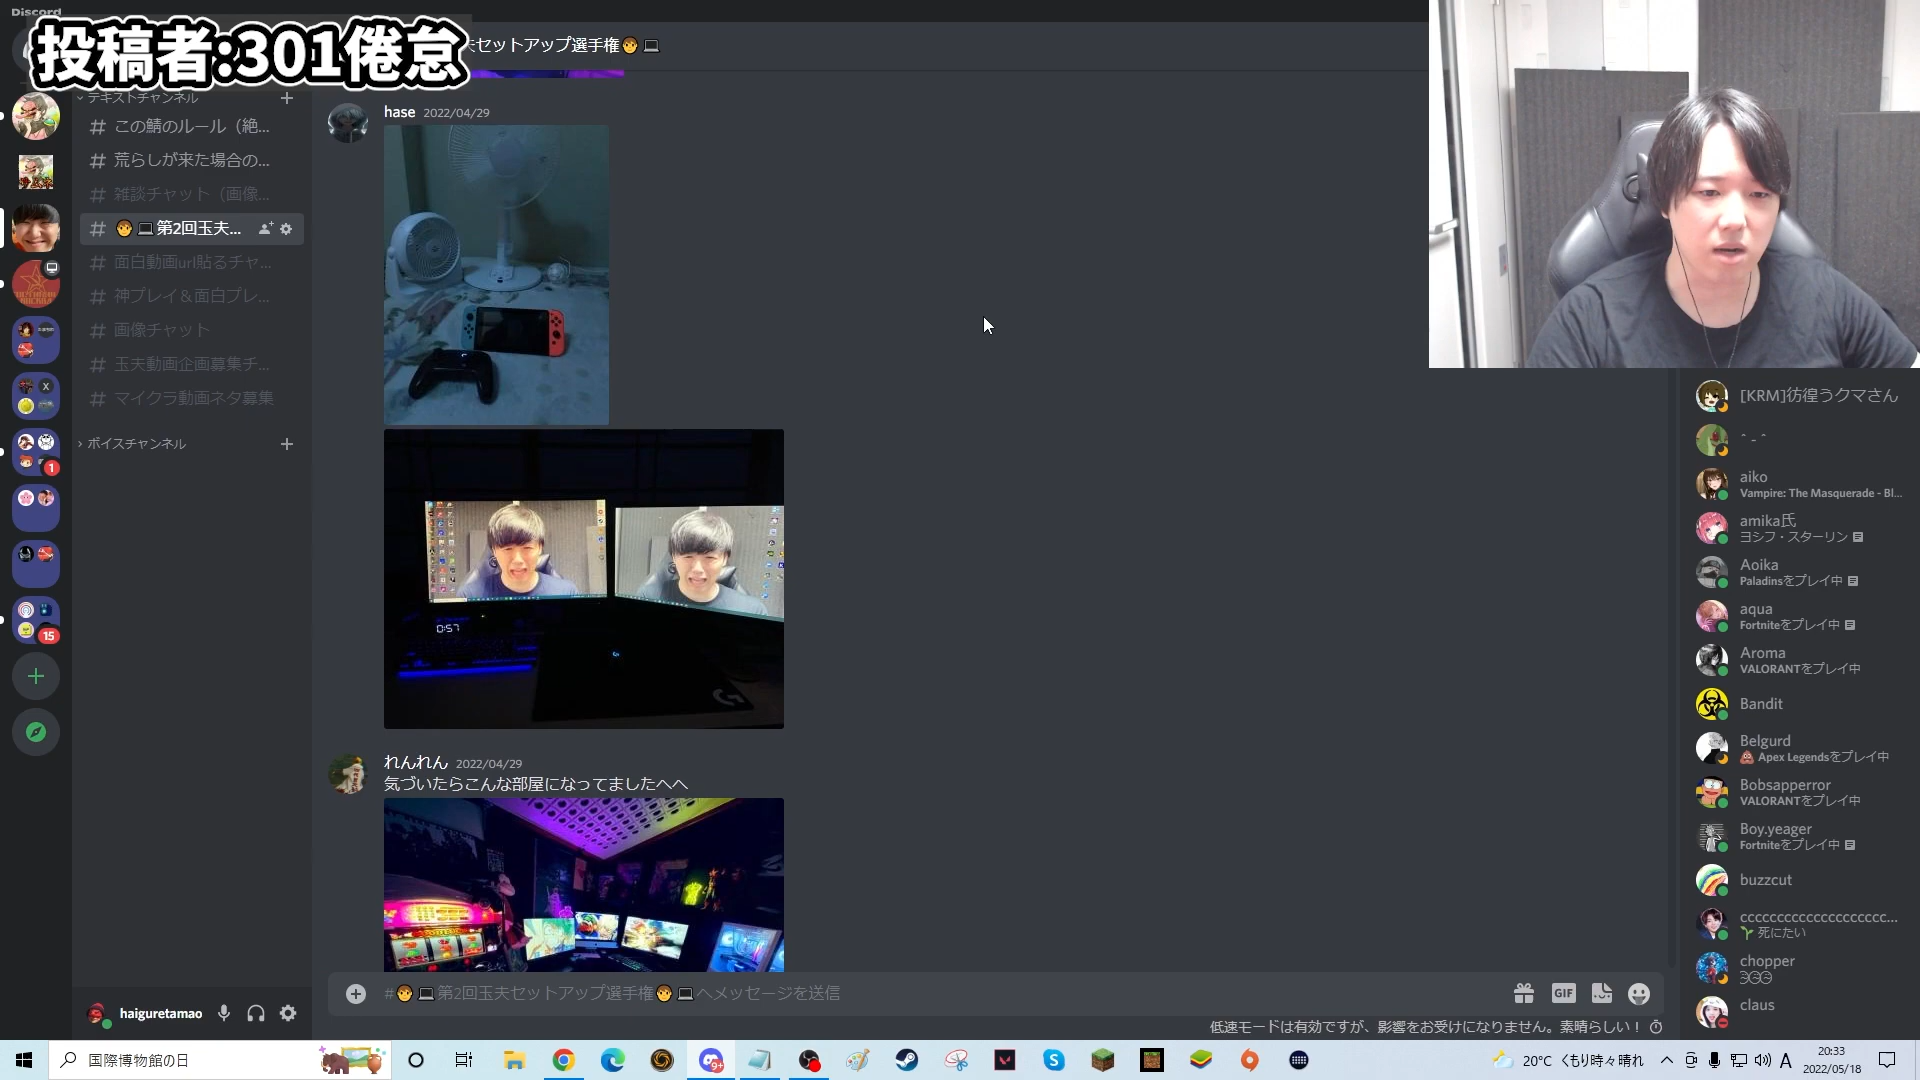 Discord
投稿者:301倦怠
夫セットアップ選手権
テキストチャンネル
この鯖のルール（絶...
荒らしが来た場合の...
雑談チャット（画像...
第2回玉夫...
面白動画url貼るチャ...
神プレイ＆面白プレ...
画像チャット
玉夫動画企画募集チ...
マイクラ動画ネタ募集
ボイスチャンネル
1
15
haiguretamao
hase 2022/04/29
0:57
れんれん 2022/04/29
気づいたらこんな部屋になってましたへへ
#第2回玉夫セットアップ選手権へメッセージを送信
GIF
低速モードは有効ですが、影響をお受けになりません。素晴らしい！
[KRM]彷徨うクマさん
^ - ^
aiko
Vampire: The Masquerade - Bl...
amika氏
ヨシフ・スターリン
Aoika
Paladinsをプレイ中
aqua
Fortniteをプレイ中
Aroma
VALORANTをプレイ中
Bandit
Belgurd
Apex Legendsをプレイ中
Bobsapperror
VALORANTをプレイ中
Boy.yeager
Fortniteをプレイ中
buzzcut
cccccccccccccccccccc...
死にたい
chopper
claus
国際博物館の日
9+
20°C くもり時々晴れ
A
20:33
2022/05/18